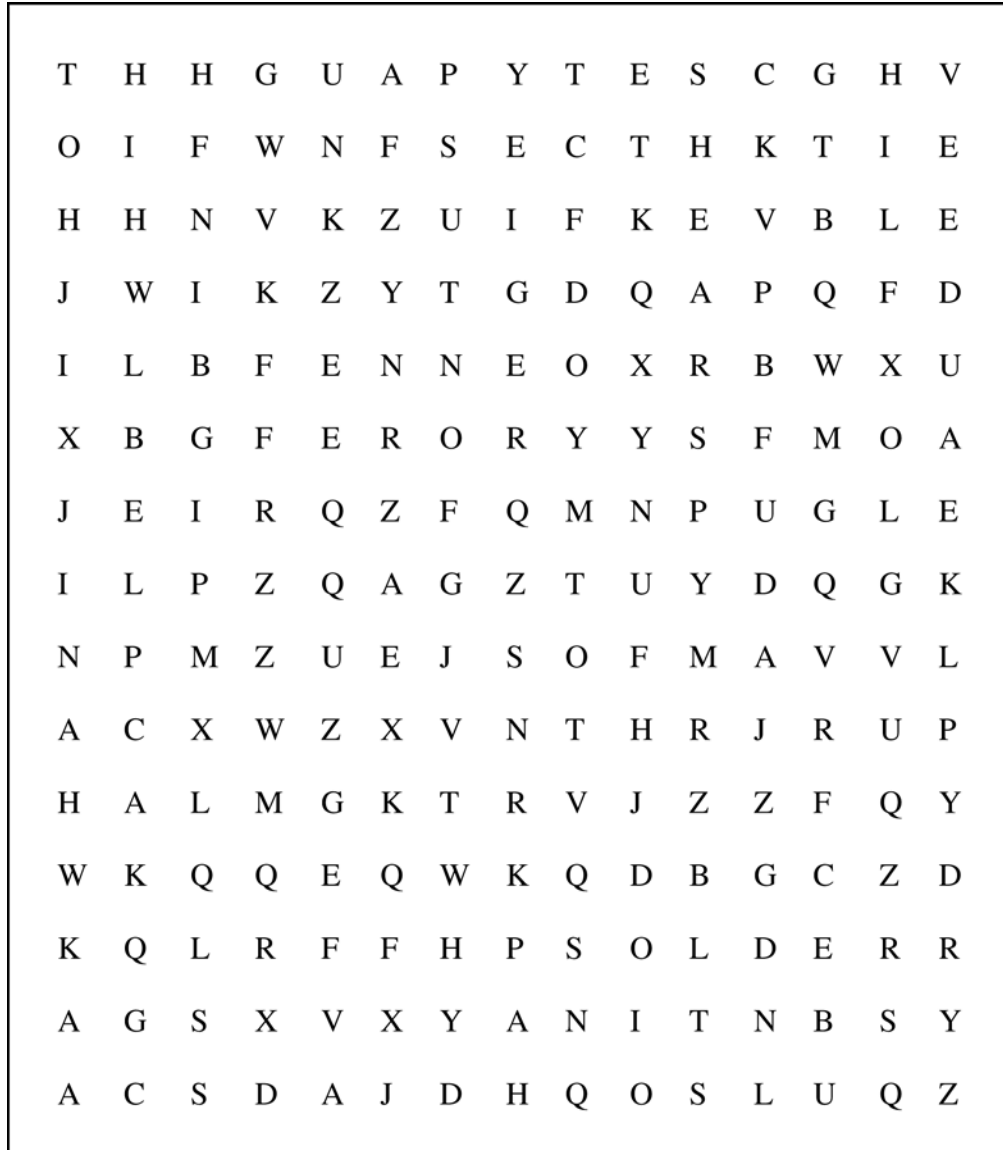 T H H G U A P Y T E S C G H V
O I F W N F S E C T H K T I E
H H N V K Z U I F K E V B L E
J W I K Z Y T G D Q A P Q F D
I L B F E N N E O X R B W X U
X B G F E R O R Y Y S F M O A
J E I R Q Z F Q M N P U G L E
I L P Z Q A G Z T U Y D Q G K
N P M Z U E J S O F M A V V L
A C X W Z X V N T H R J R U P
H A L M G K T R V J Z Z F Q Y
W K Q Q E Q W K Q D B G C Z D
K Q L R F F H P S O L D E R R
A G S X V X Y A N I T N B S Y
A C S D A J D H Q O S L U Q Z